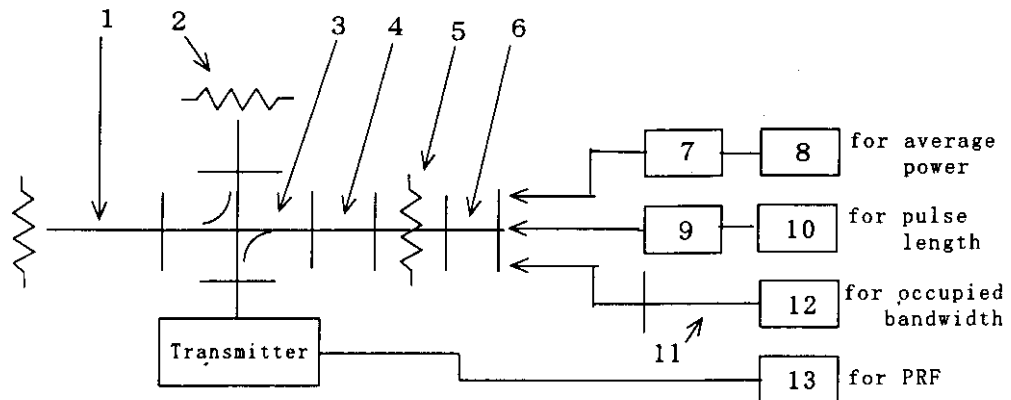 1
2
3
4
5
6
7
8
for average
power
9
10
for pulse
length
11
12
for occupied
bandwidth
Transmitter
13
for PRF